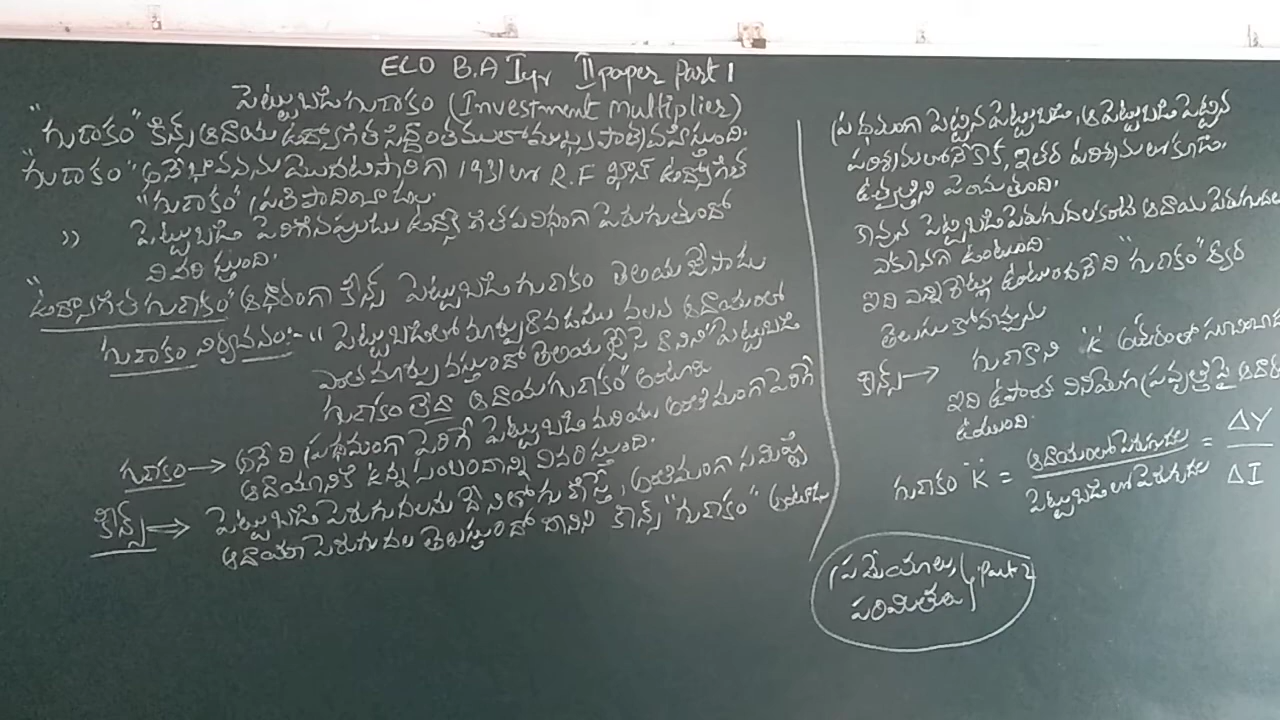 ECO B.A I yr II paper Part 1
పెట్టుబడి గుణకం (Investment Multiplier)
"గుణకం" కీన్స్ ఆదాయ ఉద్యోగిత సిద్ధాంతములో ముఖ్య పాత్ర వహిస్తుంది.
"గుణకం" అనే భావనను మొదటిసారిగా 1931 లో R.F ఖాన్ ఉద్యోగిత
"గుణకం" ప్రతిపాదించాడు.
" పెట్టుబడి పెరిగినపుడు ఉద్యోగిత ఏవిధంగా పెరుగుతుందో
వివరిస్తుంది.
"ఉద్యోగిత గుణకం" ఆధారంగా కీన్స్ పెట్టుబడి గుణకం తెలియజేసాడు
గుణకం నిర్వచనం:- " పెట్టుబడిలో మార్పు రావడము వలన ఆదాయంలో
ఎంత మార్పు వస్తుందో తెలియజేసే దానిని "పెట్టుబడి
గుణకం లేదా ఆదాయ గుణకం" అంటారు
గుణకం → అనేది ప్రథమంగా పెరిగే పెట్టుబడి మరియు అంతిమంగా పెరిగే
ఆదాయానికి ఉన్న సంబందాన్ని వివరిస్తుంది.
కీన్స్ → పెట్టుబడి పెరుగుదలను దేనితో గుణిస్తే, అంతిమంగా సమిష్టి
ఆదాయా పెరుగుదల తెలుస్తుందో దానిని కీన్స్ "గుణకం" అంటాడు
ప్రథమంగా పెట్టిన పెట్టుబడి, ఆ పెట్టుబడి పెట్టిన
పరిశ్రమలోనే కాక, ఇతర పరిశ్రమలలో కూడా
ఉత్పత్తిని పెంచుతుంది.
కావున పెట్టుబడి పెరుగుదల కంటే ఆదాయ పెరుగుదల
ఎక్కువగా ఉంటుంది
ఇది ఎన్ని రెట్లు ఉంటుందనేది "గుణకం" ద్వారా
తెలుసుకోవచ్చును
కీన్స్ → గుణకాన్ని 'K' అక్షరంతో సూచించా
ఇది ఉపాంత వినియోగ ప్రవృత్తి పై ఆధార
ఉంటుంది
గుణకం K = ఆదాయంలో పెరుగుదల / పెట్టుబడిలో పెరుగుదల = ΔY / ΔI
ప్రమేయాలు, Part 2
పరిమితులు